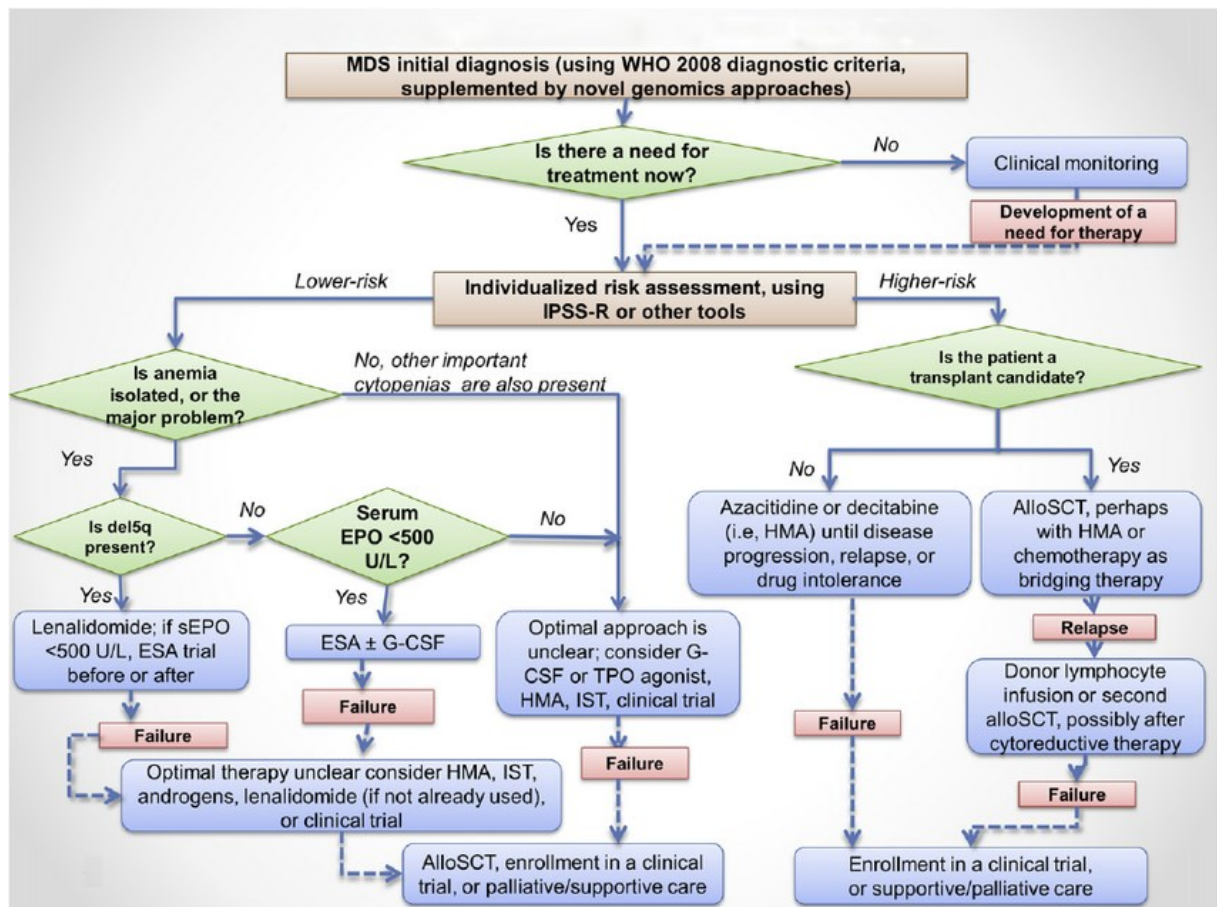 MDS initial diagnosis (using WHO 2008 diagnostic criteria,
supplemented by novel genomics approaches)
Is there a need for
treatment now?
No
Clinical monitoring
Development of a
need for therapy
Yes
Lower-risk
Individualized risk assessment, using
IPSS-R or other tools
Higher-risk
Is anemia
isolated, or the
major problem?
No, other important
cytopenias are also present
Is the patient a
transplant candidate?
Yes
Is del5q
present?
No
Serum
EPO <500
U/L?
No
No
Yes
Azacitidine or decitabine
(i.e, HMA) until disease
progression, relapse, or
drug intolerance
AlloSCT, perhaps
with HMA or
chemotherapy as
bridging therapy
Yes
Yes
Lenalidomide; if sEPO
<500 U/L, ESA trial
before or after
ESA ± G-CSF
Optimal approach is
unclear; consider G-
CSF or TPO agonist,
HMA, IST, clinical trial
Relapse
Donor lymphocyte
infusion or second
alloSCT, possibly after
cytoreductive therapy
Failure
Failure
Failure
Failure
Failure
Optimal therapy unclear consider HMA, IST,
androgens, lenalidomide (if not already used),
or clinical trial
AlloSCT, enrollment in a clinical
trial, or palliative/supportive care
Enrollment in a clinical trial,
or supportive/palliative care